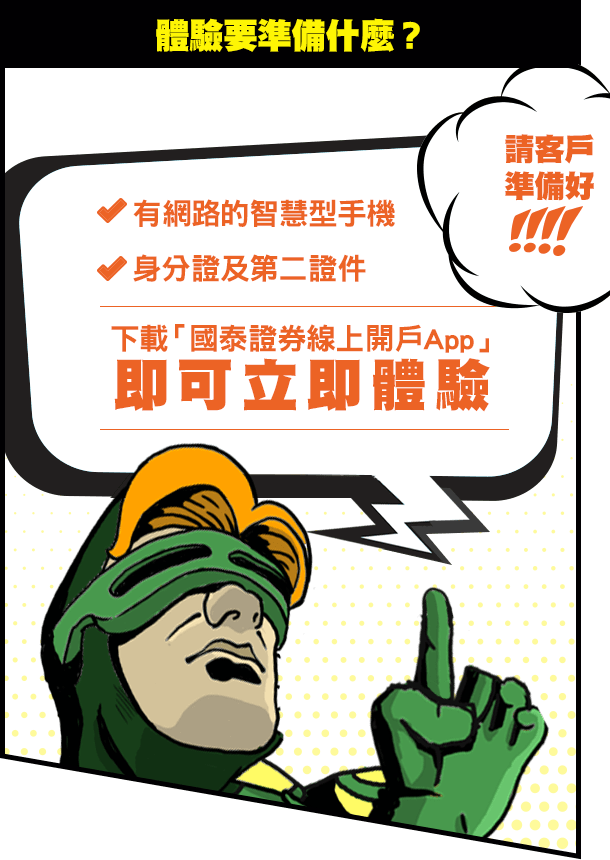 體驗要準備什麼？
請客戶
準備好
!!!!
有網路的智慧型手機
身分證及第二證件
下載「國泰證券線上開戶App」
即可立即體驗